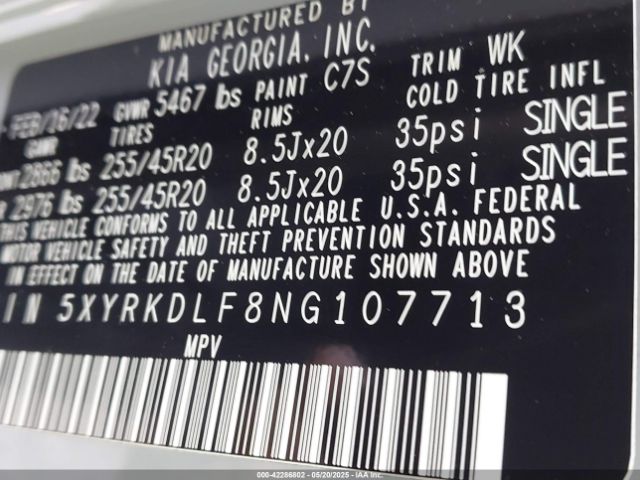 MANUFACTURED BY
KIA GEORGIA, INC.
FEB/16/22 GVWR 5467 lbs PAINT C7S TRIM WK
GAWR TIRES RIMS COLD TIRE INFL
2866 lbs 255/45R20 8.5Jx20 35psi SINGLE
2976 lbs 255/45R20 8.5Jx20 35psi SINGLE
THIS VEHICLE CONFORMS TO ALL APPLICABLE U.S.A. FEDERAL
MOTOR VEHICLE SAFETY AND THEFT PREVENTION STANDARDS
IN EFFECT ON THE DATE OF MANUFACTURE SHOWN ABOVE
IN 5XYRKDLF8NG107713
MPV
000-42286802 - 05/20/2025 - IAA Holdings, LLC.